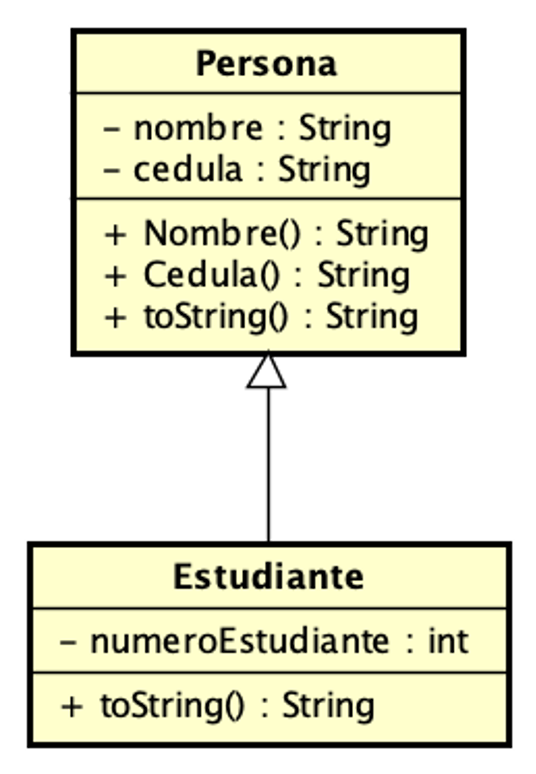 Persona
– nombre : String
– cedula : String
+ Nombre() : String
+ Cedula() : String
+ toString() : String
Estudiante
– numeroEstudiante : int
+ toString() : String